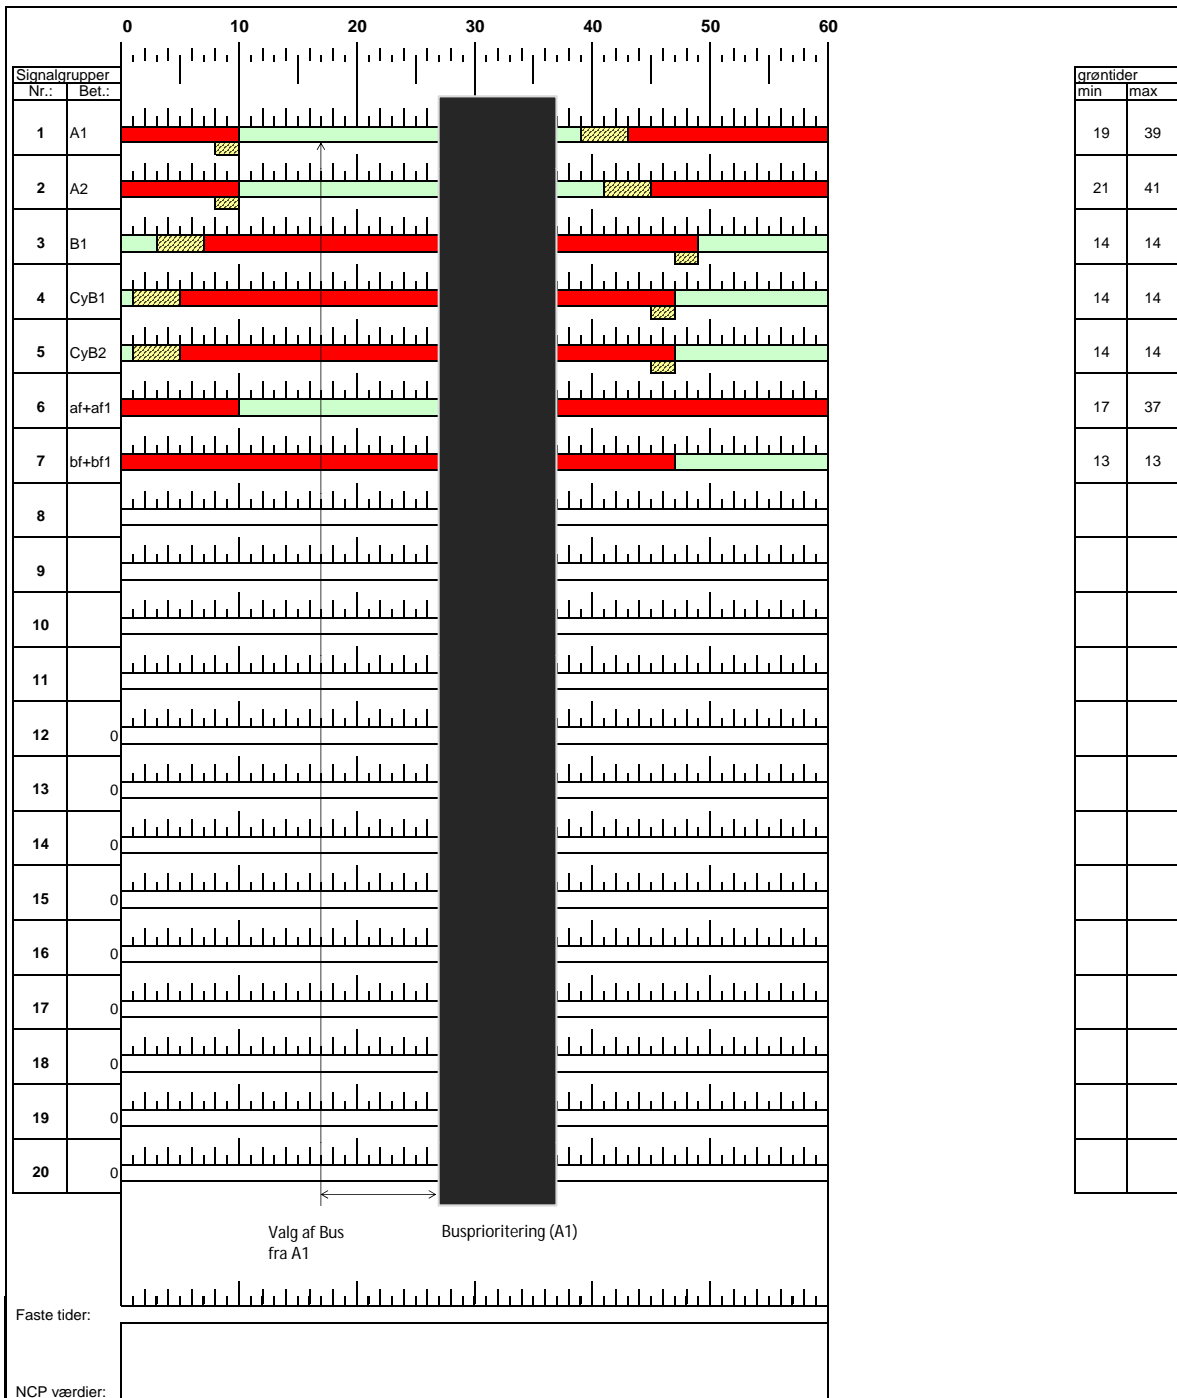 0 10 20 30 40 50 60
Signalgrupper grøntider
Nr.: Bet.: min max
1 A1 19 39
2 A2 21 41
3 B1 14 14
4 CyB1 14 14
5 CyB2 14 14
6 af+af1 17 37
7 bf+bf1 13 13
8
9
10
11
12 0
13 0
14 0
15 0
16 0
17 0
18 0
19 0
20 0
Valg af Bus
fra A1
Busprioritering (A1)
Faste tider:
NCP værdier: